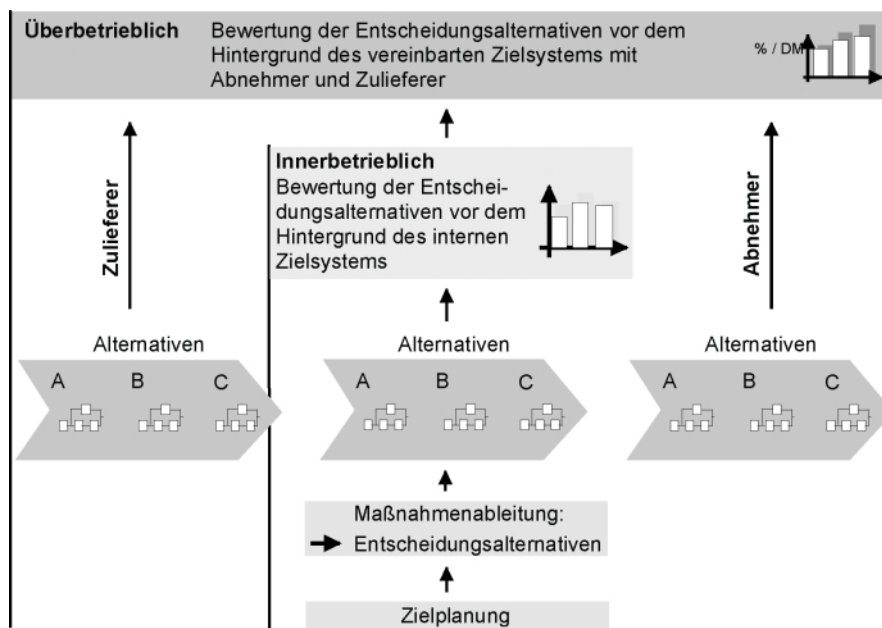 Überbetrieblich
Bewertung der Entscheidungsalternativen vor dem
Hintergrund des vereinbarten Zielsystems mit
Abnehmer und Zulieferer
% / DM
Zulieferer
Innerbetrieblich
Bewertung der Entschei-
dungsalternativen vor dem
Hintergrund des internen
Zielsystems
Abnehmer
Alternativen
A B C
Alternativen
A B C
Alternativen
A B C
Maßnahmenableitung:
Entscheidungsalternativen
Zielplanung